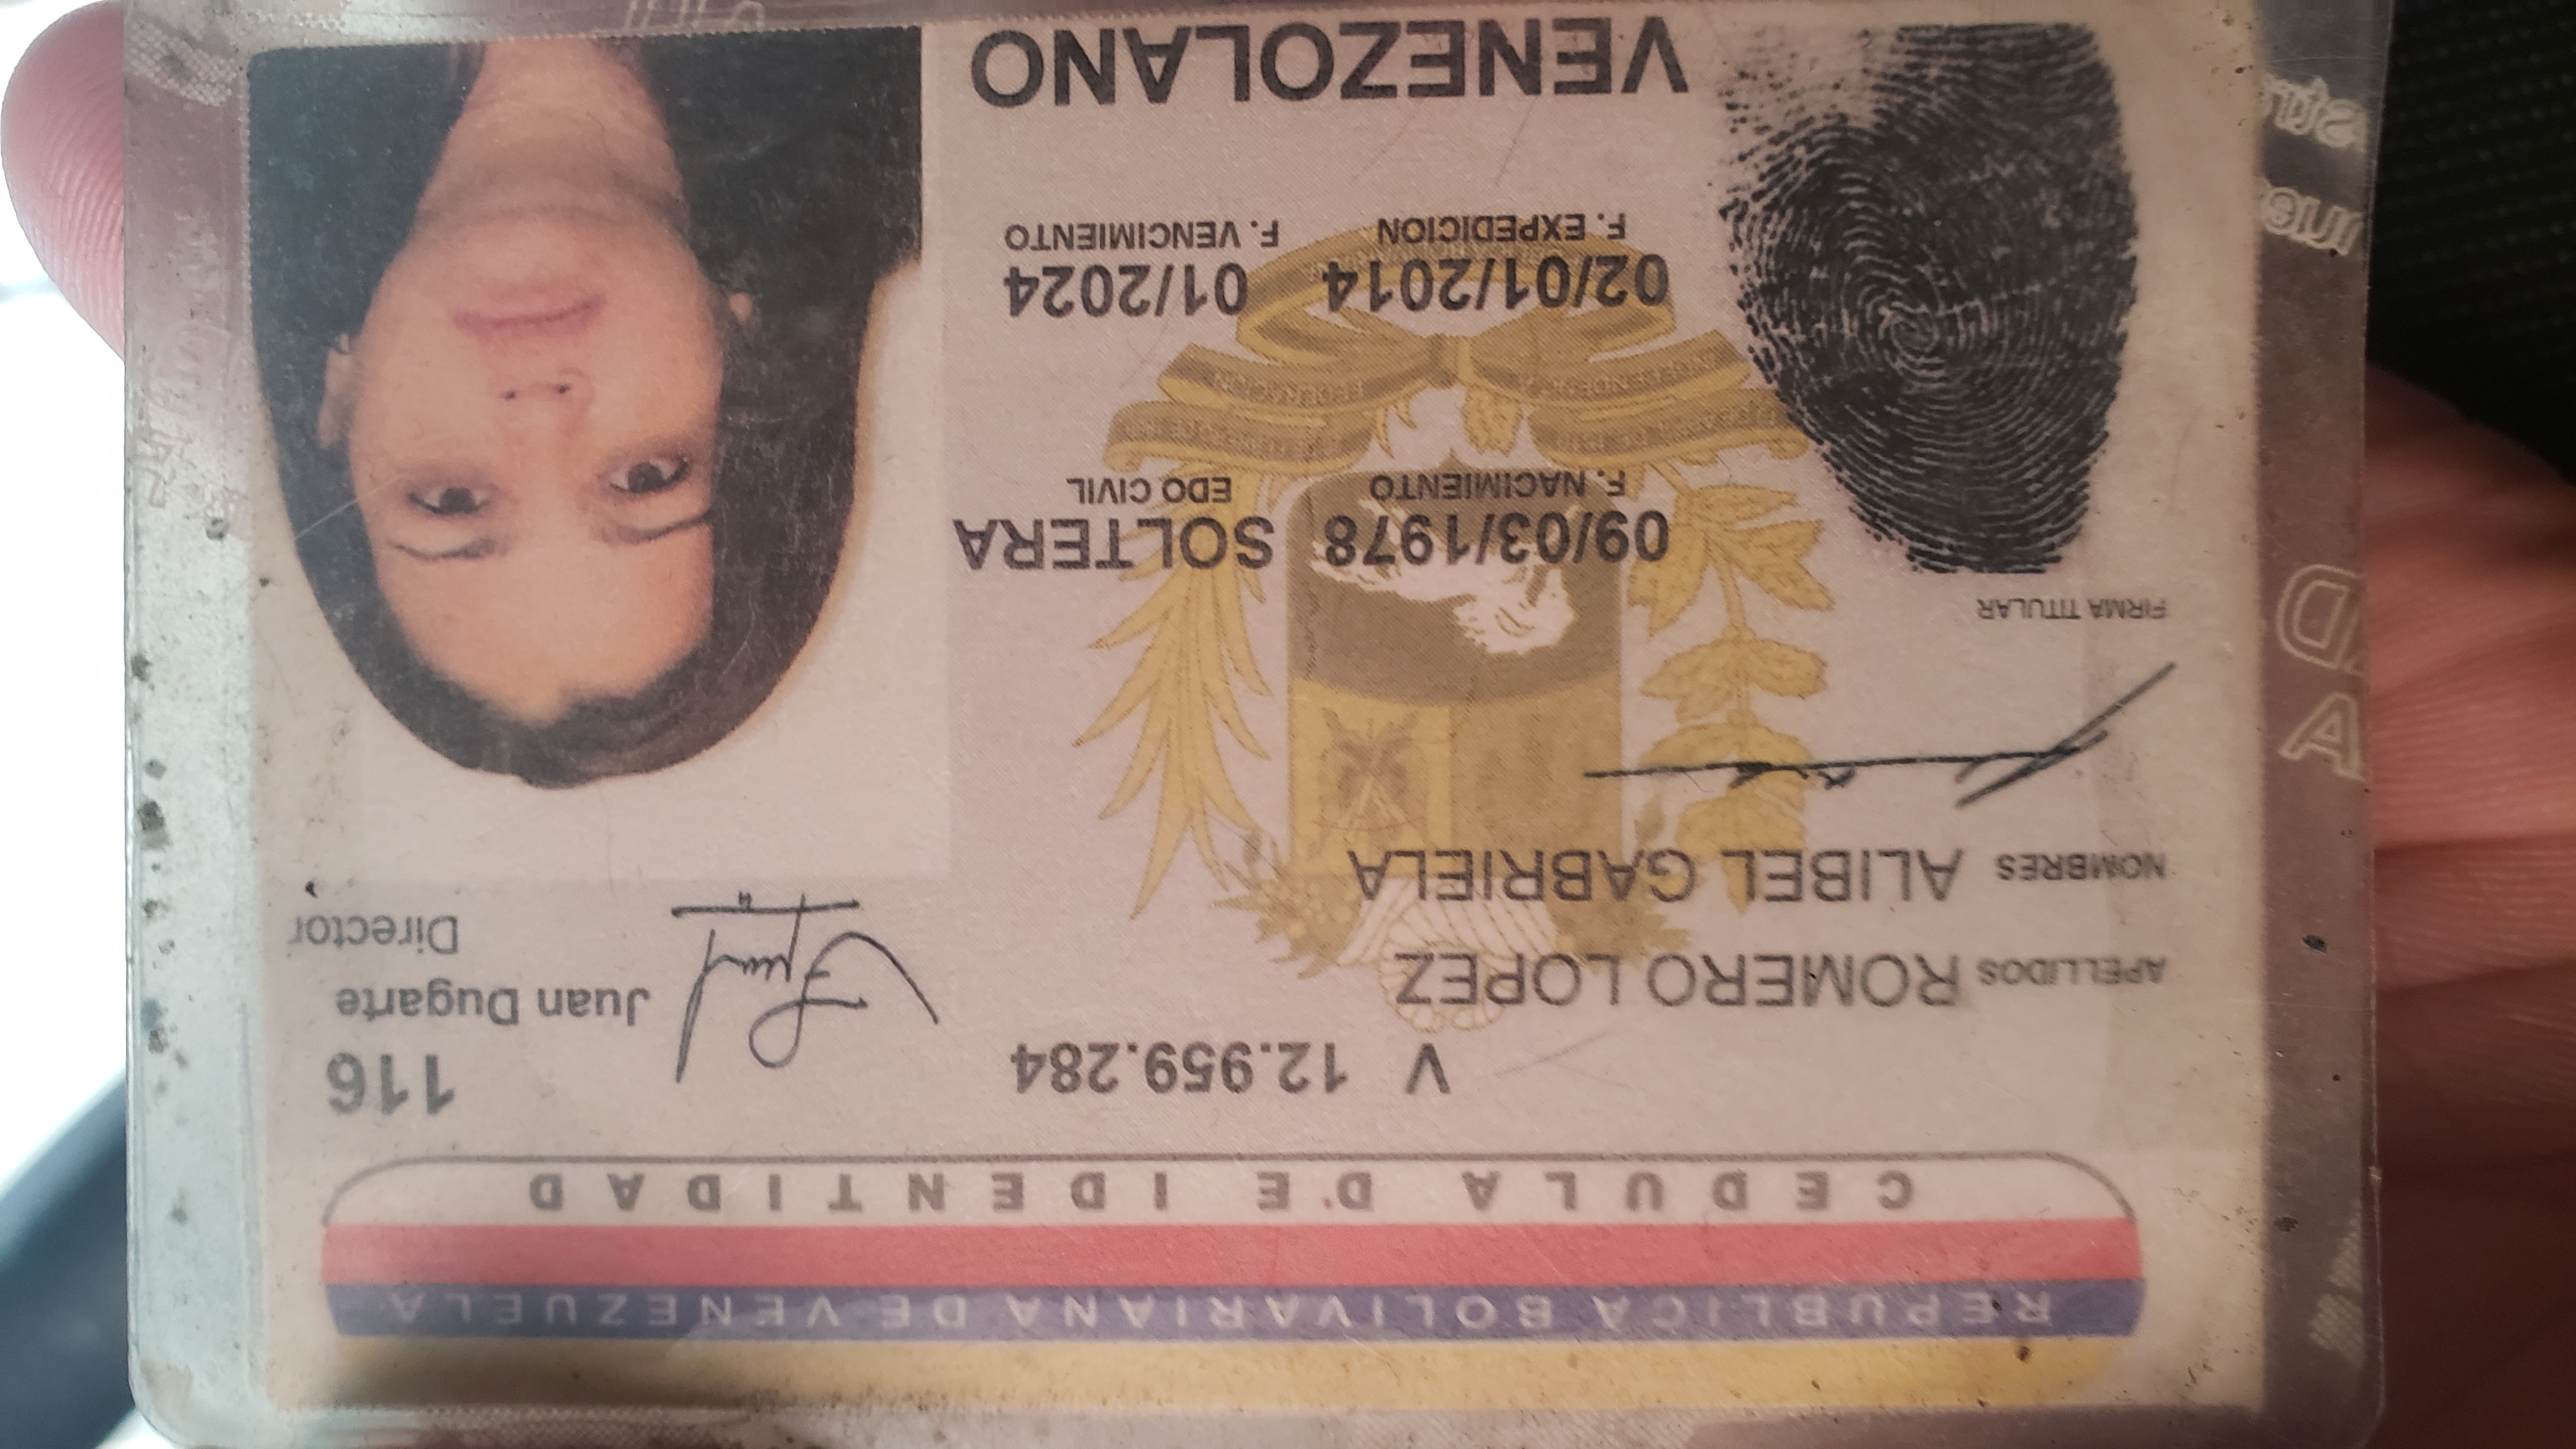 REPUBLICA BOLIVARIANA DE VENEZUELA
CEDULA DE IDENTIDAD
V 12.959.284
116
Juan Dugarte
Director
APELLIDOS ROMERO LOPEZ
NOMBRES ALIBEL GABRIELA
FIRMA TITULAR
09/03/1978 SOLTERA
F. NACIMIENTO EDO CIVIL
02/01/2014 01/2024
F. EXPEDICION F. VENCIMIENTO
VENEZOLANO